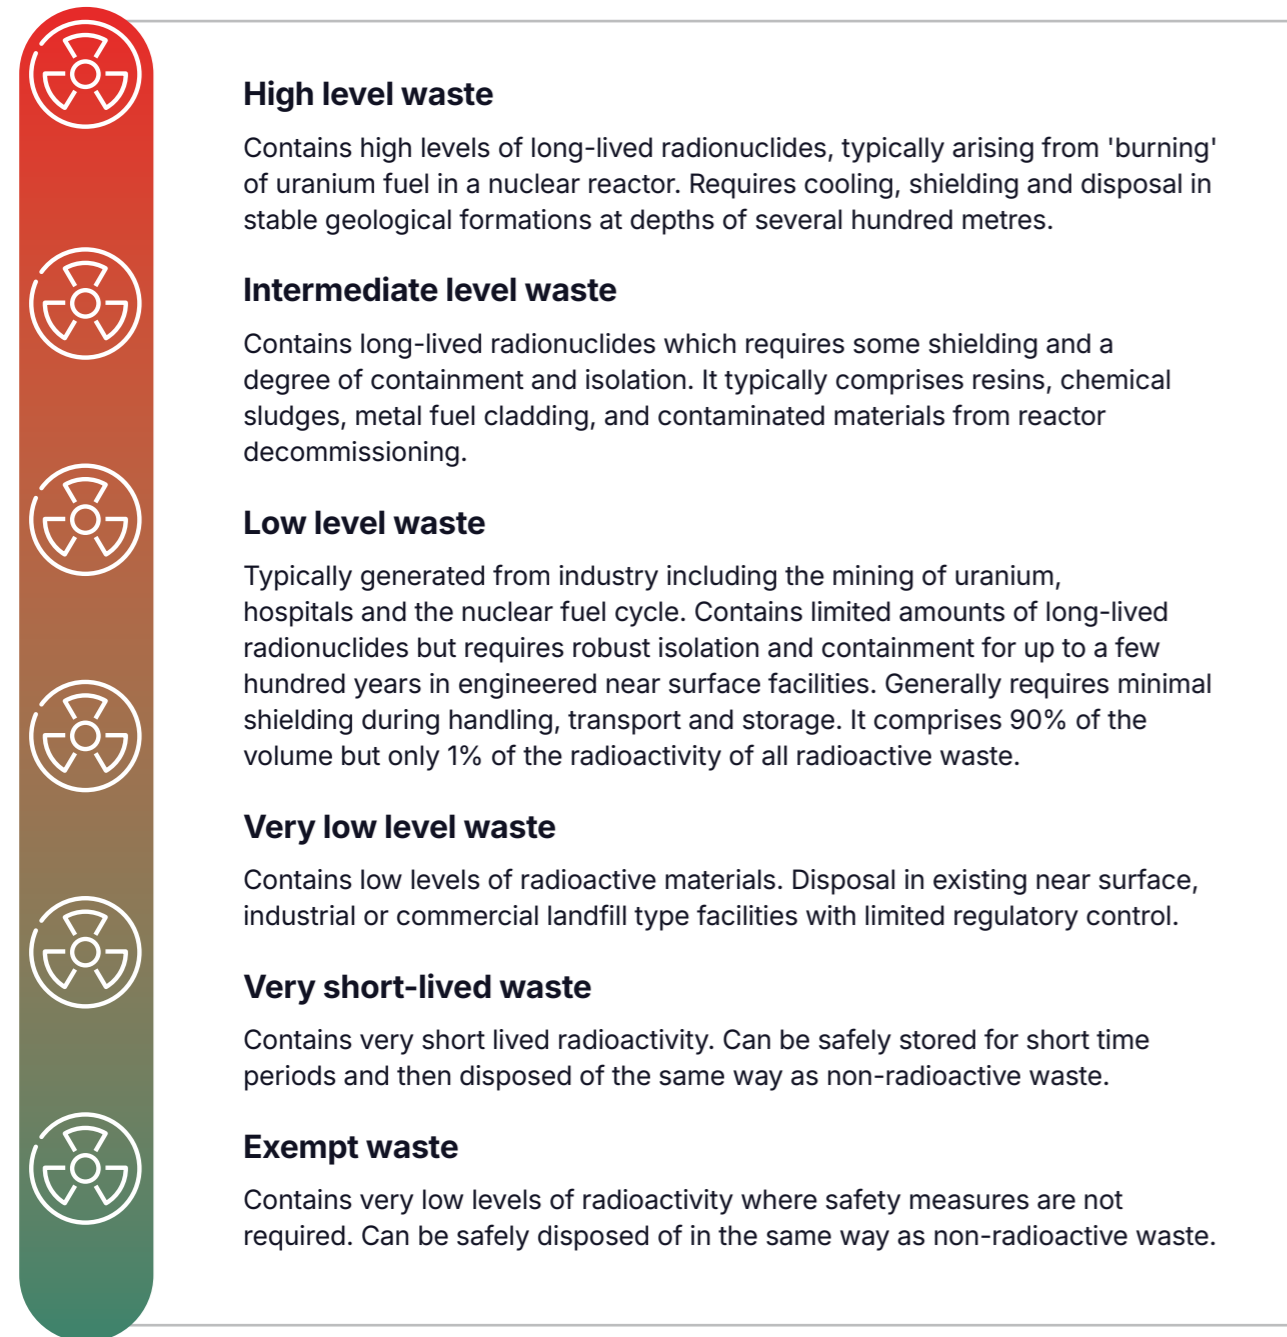 High level waste
Contains high levels of long-lived radionuclides, typically arising from 'burning'
of uranium fuel in a nuclear reactor. Requires cooling, shielding and disposal in
stable geological formations at depths of several hundred metres.
Intermediate level waste
Contains long-lived radionuclides which requires some shielding and a
degree of containment and isolation. It typically comprises resins, chemical
sludges, metal fuel cladding, and contaminated materials from reactor
decommissioning.
Low level waste
Typically generated from industry including the mining of uranium,
hospitals and the nuclear fuel cycle. Contains limited amounts of long-lived
radionuclides but requires robust isolation and containment for up to a few
hundred years in engineered near surface facilities. Generally requires minimal
shielding during handling, transport and storage. It comprises 90% of the
volume but only 1% of the radioactivity of all radioactive waste.
Very low level waste
Contains low levels of radioactive materials. Disposal in existing near surface,
industrial or commercial landfill type facilities with limited regulatory control.
Very short-lived waste
Contains very short lived radioactivity. Can be safely stored for short time
periods and then disposed of the same way as non-radioactive waste.
Exempt waste
Contains very low levels of radioactivity where safety measures are not
required. Can be safely disposed of in the same way as non-radioactive waste.